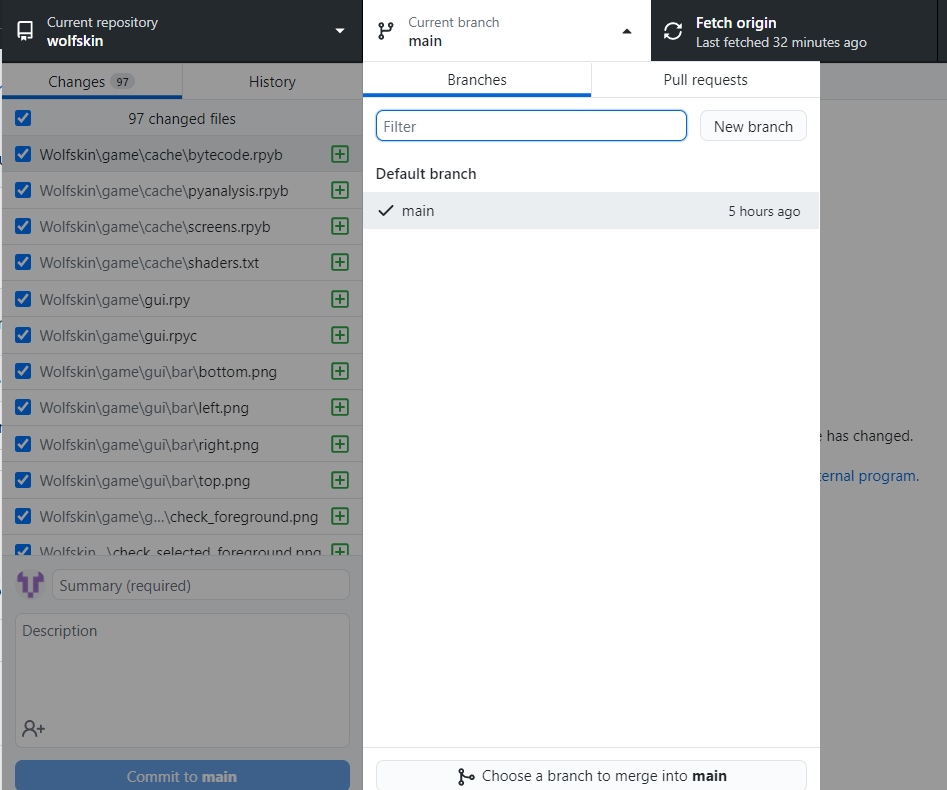 Current repository
wolfskin
Current branch
main
Fetch origin
Last fetched 32 minutes ago
Changes 97
History
Branches
Pull requests
97 changed files
Filter
New branch
Default branch
main
5 hours ago
Wolfskin\game\cache\bytecode.rpyb
Wolfskin\game\cache\pyanalysis.rpyb
Wolfskin\game\cache\screens.rpyb
Wolfskin\game\cache\shaders.txt
Wolfskin\game\gui.rpy
Wolfskin\game\gui.rpyc
Wolfskin\game\gui\bar\bottom.png
Wolfskin\game\gui\bar\left.png
Wolfskin\game\gui\bar\right.png
Wolfskin\game\gui\bar\top.png
Wolfskin\game\g...\check_foreground.png
Wolfskin...\check_selected_foreground.png
has changed.
ternal program.
Summary (required)
Description
Commit to main
Choose a branch to merge into main